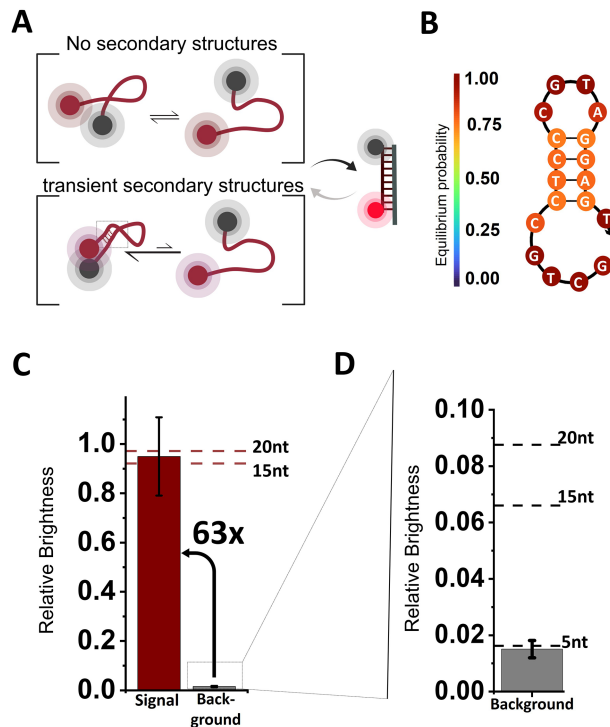 A
No secondary structures
transient secondary structures
B
Equilibrium probability
1.00
0.75
0.50
0.25
0.00
G T
C A
C G
C G
T A
C G
C T
G G
T C
C
Relative Brightness
1.0
0.8
0.6
0.4
0.2
0.0
20nt
15nt
63x
Signal
Back-
ground
D
Relative Brightness
0.10
0.08
0.06
0.04
0.02
0.00
20nt
15nt
5nt
Background